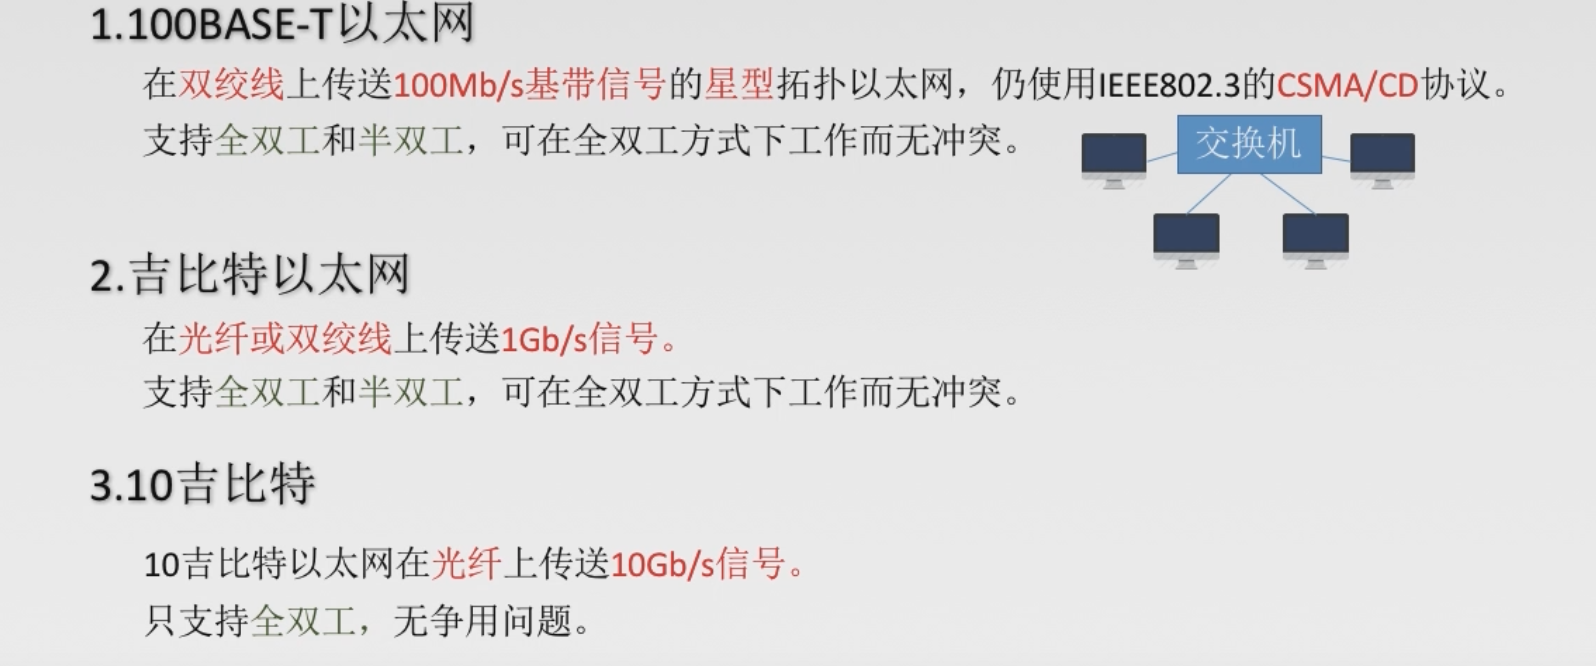 1.100BASE-T以太网
在双绞线上传送100Mb/s基带信号的星型拓扑以太网，仍使用IEEE802.3的CSMA/CD协议。
支持全双工和半双工，可在全双工方式下工作而无冲突。
交换机
2.吉比特以太网
在光纤或双绞线上传送1Gb/s信号。
支持全双工和半双工，可在全双工方式下工作而无冲突。
3.10吉比特
10吉比特以太网在光纤上传送10Gb/s信号。
只支持全双工，无争用问题。